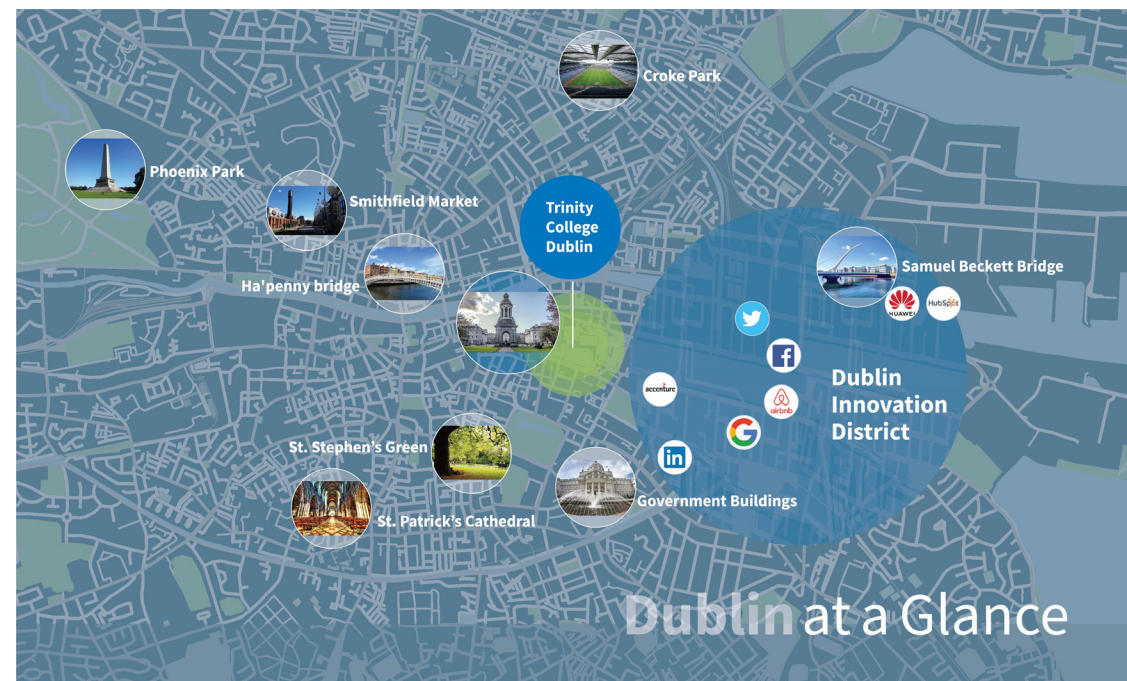 Croke Park
Phoenix Park
Smithfield Market
Trinity
College
Dublin
Ha'penny bridge
Samuel Beckett Bridge
HUAWEI
HubSpot
accenture
airbnb
Dublin
Innovation
District
St. Stephen's Green
in
Government Buildings
St. Patrick's Cathedral
Dublin at a Glance